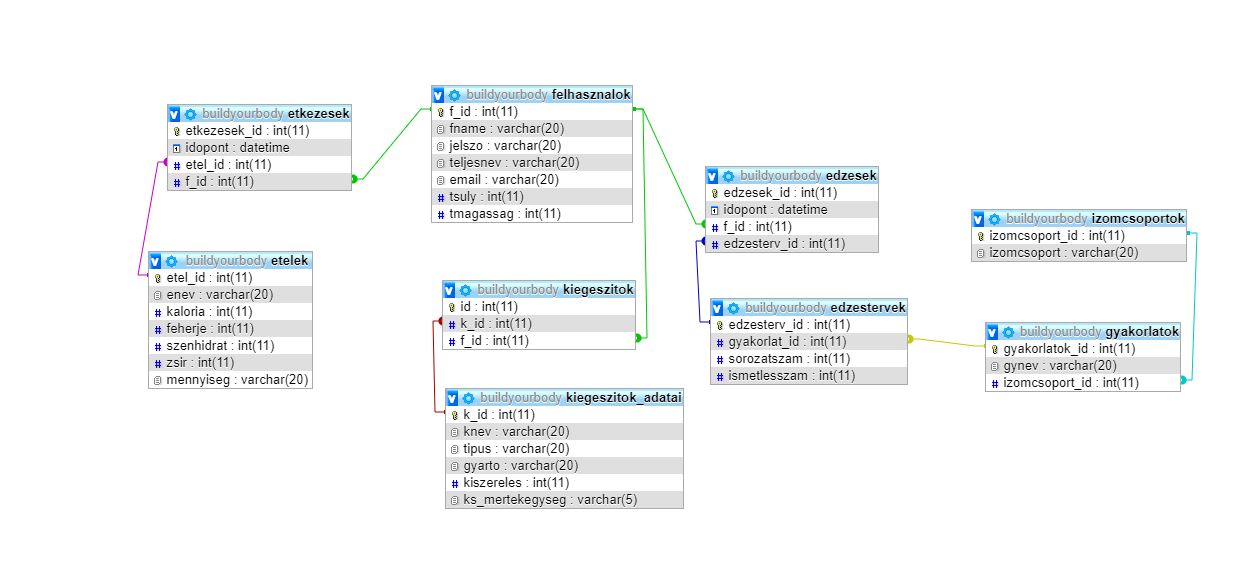 buildyourbody etkezesek
etkezesek_id : int(11)
idopont : datetime
etel_id : int(11)
f_id : int(11)
buildyourbody etelek
etel_id : int(11)
enev : varchar(20)
kaloria : int(11)
feherje : int(11)
szenhidrat : int(11)
zsir : int(11)
mennyiseg : varchar(20)
buildyourbody felhasznalok
f_id : int(11)
fname : varchar(20)
jelszo : varchar(20)
teljesnev : varchar(20)
email : varchar(20)
tsuly : int(11)
tmagassag : int(11)
buildyourbody kiegeszitok
id : int(11)
k_id : int(11)
f_id : int(11)
buildyourbody kiegeszitok_adatai
k_id : int(11)
knev : varchar(20)
tipus : varchar(20)
gyarto : varchar(20)
kiszereles : int(11)
ks_mertekegyseg : varchar(5)
buildyourbody edzesek
edzesek_id : int(11)
idopont : datetime
f_id : int(11)
edzesterv_id : int(11)
buildyourbody edzestervek
edzesterv_id : int(11)
gyakorlat_id : int(11)
sorozatszam : int(11)
ismetlesszam : int(11)
buildyourbody izomcsoportok
izomcsoport_id : int(11)
izomcsoport : varchar(20)
buildyourbody gyakorlatok
gyakorlatok_id : int(11)
gynev : varchar(20)
izomcsoport_id : int(11)